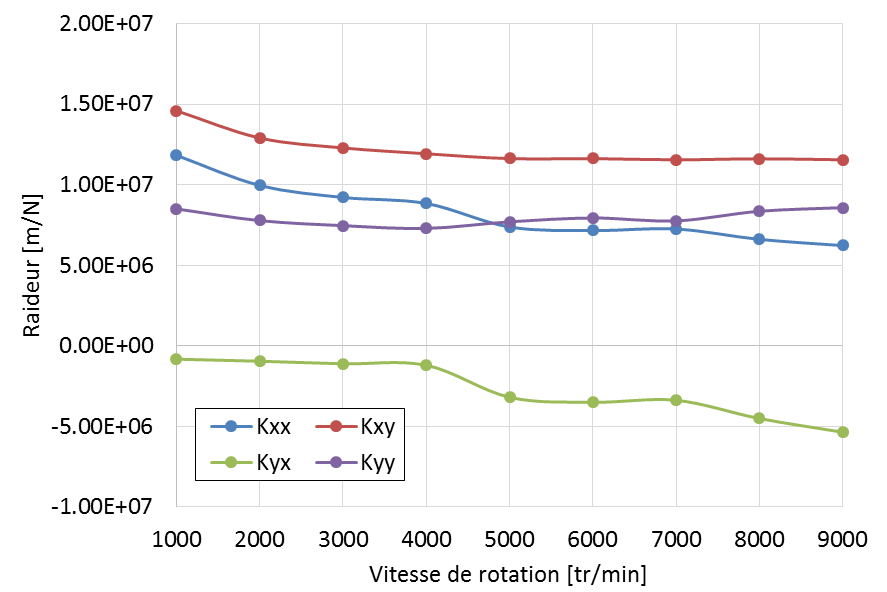 2.00E+07
1.50E+07
1.00E+07
5.00E+06
0.00E+00
-5.00E+06
-1.00E+07
Raideur [m/N]
Kxx Kxy
Kyx Kyy
1000 2000 3000 4000 5000 6000 7000 8000 9000
Vitesse de rotation [tr/min]